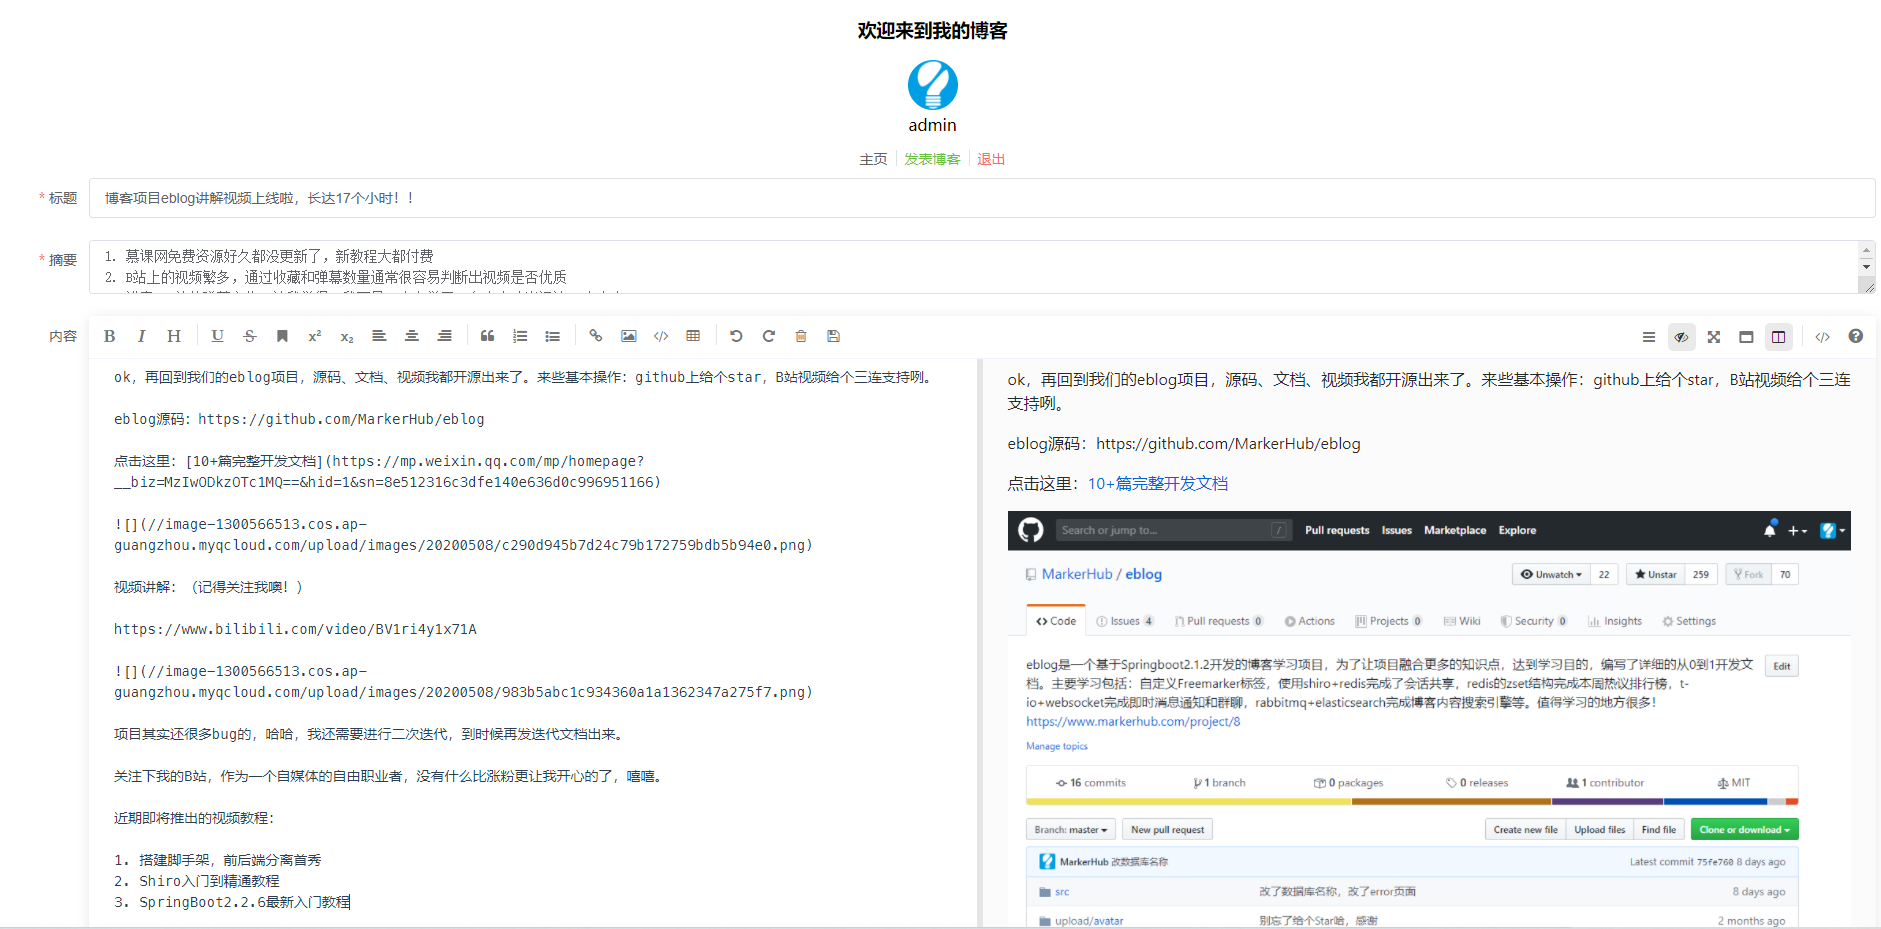 欢迎来到我的博客
admin
主页 发表博客 退出
* 标题 博客项目eblog讲解视频上线啦，长达17个小时！！
* 摘要
1. 慕课网免费资源好久都没更新了，新教程大都付费
2. B站上的视频繁多，通过收藏和弹幕数量通常很容易判断出视频是否优质
内容
ok，再回到我们的eblog项目，源码、文档、视频我都开源出来了。来些基本操作：github上给个star，B站视频给个三连支持咧。
eblog源码：https://github.com/MarkerHub/eblog
点击这里：[10+篇完整开发文档](https://mp.weixin.qq.com/mp/homepage?
__biz=MzIwODkzOTc1MQ==&hid=1&sn=8e512316c3dfe140e636d0c996951166)
![](//image-1300566513.cos.ap-
guangzhou.myqcloud.com/upload/images/20200508/c290d945b7d24c79b172759bdb5b94e0.png)
视频讲解：（记得关注我噢！）
https://www.bilibili.com/video/BV1ri4y1x71A
![](//image-1300566513.cos.ap-
guangzhou.myqcloud.com/upload/images/20200508/983b5abc1c934360a1a1362347a275f7.png)
项目其实还很多bug的，哈哈，我还需要进行二次迭代，到时候再发迭代文档出来。
关注下我的B站，作为一个自媒体的自由职业者，没有什么比涨粉更让我开心的了，嘻嘻。
近期即将推出的视频教程：
1. 搭建脚手架，前后端分离首秀
2. Shiro入门到精通教程
3. SpringBoot2.2.6最新入门教程
ok，再回到我们的eblog项目，源码、文档、视频我都开源出来了。来些基本操作：github上给个star，B站视频给个三连
支持咧。
eblog源码：https://github.com/MarkerHub/eblog
点击这里：10+篇完整开发文档
Search or jump to... / Pull requests Issues Marketplace Explore
MarkerHub / eblog Unwatch 22 Unstar 259 Fork 70
Code Issues 4 Pull requests 0 Actions Projects 0 Wiki Security 0 Insights Settings
eblog是一个基于Springboot2.1.2开发的博客学习项目，为了让项目融合更多的知识点，达到学习目的，编写了详细的从0到1开发文 Edit
档。主要学习包括：自定义Freemarker标签，使用shiro+redis完成了会话共享，redis的zset结构完成本周热议排行榜，t-
io+websocket完成即时消息通知和群聊，rabbitmq+elasticsearch完成博客内容搜索引擎等。值得学习的地方很多！
https://www.markerhub.com/project/8
Manage topics
16 commits 1 branch 0 packages 0 releases 1 contributor MIT
Branch: master New pull request Create new file Upload files Find file Clone or download
MarkerHub 改数据库名称 Latest commit 75fe760 8 days ago
src 改了数据库名称，改了error页面 8 days ago
upload/avatar 别忘了给个Star哈，感谢 2 months ago